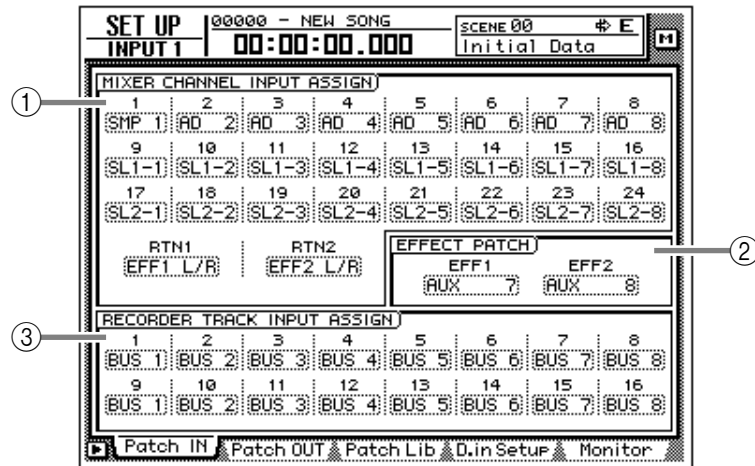 SET UP 00000 - NEW SONG SCENE 00 E
INPUT 1 00:00:00.000 Initial Data M
MIXER CHANNEL INPUT ASSIGN
1 1 2 3 4 5 6 7 8
SMP 1 AD 2 AD 3 AD 4 AD 5 AD 6 AD 7 AD 8
9 10 11 12 13 14 15 16
SL1-1 SL1-2 SL1-3 SL1-4 SL1-5 SL1-6 SL1-7 SL1-8
17 18 19 20 21 22 23 24
SL2-1 SL2-2 SL2-3 SL2-4 SL2-5 SL2-6 SL2-7 SL2-8
RTN1 RTN2
EFF1 L/R EFF2 L/R
EFFECT PATCH 2
EFF1 EFF2
AUX 7 AUX 8
RECORDER TRACK INPUT ASSIGN
3 1 2 3 4 5 6 7 8
BUS 1 BUS 2 BUS 3 BUS 4 BUS 5 BUS 6 BUS 7 BUS 8
9 10 11 12 13 14 15 16
BUS 1 BUS 2 BUS 3 BUS 4 BUS 5 BUS 6 BUS 7 BUS 8
Patch IN Patch OUT Patch Lib D.in Setup Monitor